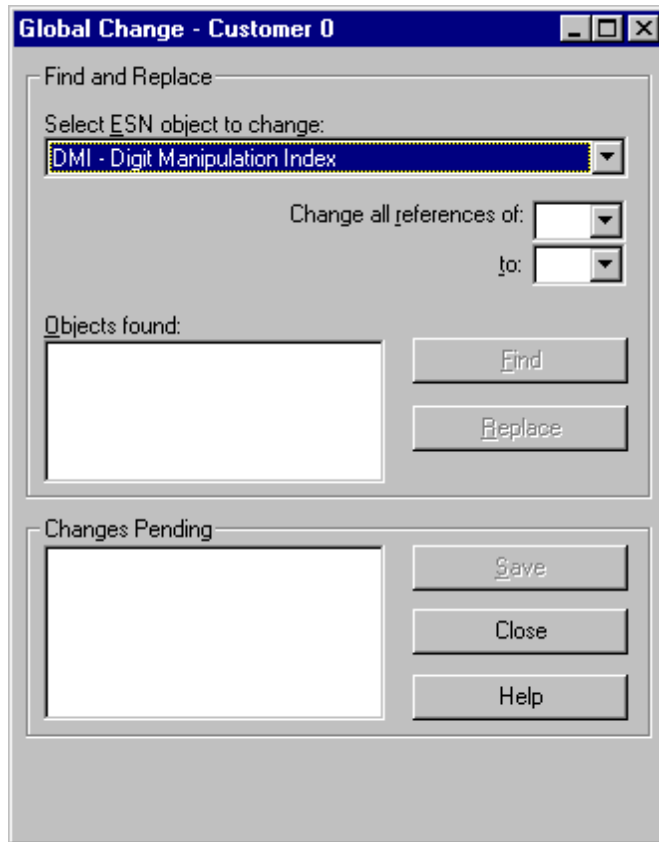 Global Change - Customer 0
Find and Replace
Select ESN object to change:
DMI - Digit Manipulation Index
Change all references of:
to:
Objects found:
Find
Replace
Changes Pending
Save
Close
Help